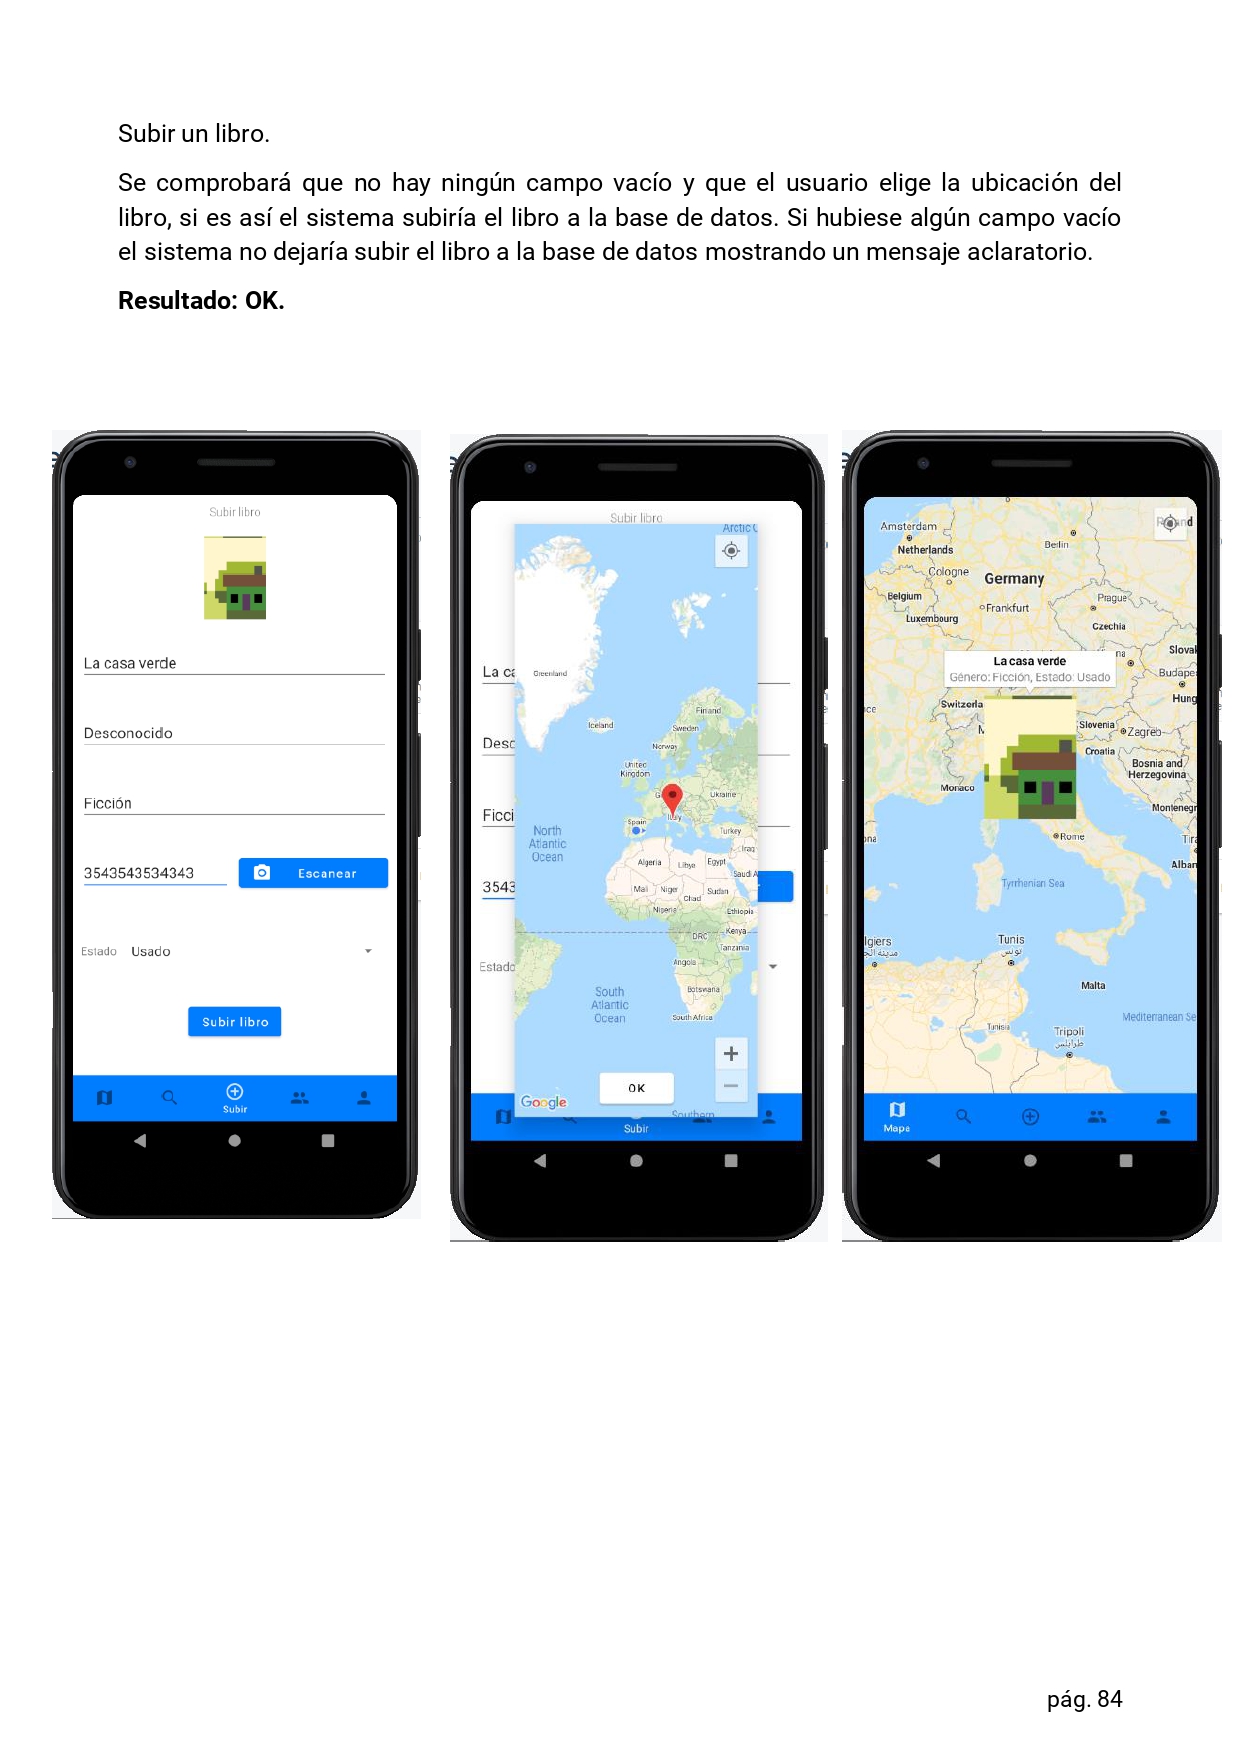 Subir un libro.
Se comprobará que no hay ningún campo vacío y que el usuario elige la ubicación del
libro, si es así el sistema subiría el libro a la base de datos. Si hubiese algún campo vacío
el sistema no dejaría subir el libro a la base de datos mostrando un mensaje aclaratorio.
Resultado: OK.
Subir libro
La casa verde
Desconocido
Ficción
3543543534343
Escanear
Estado Usado
Subir libro
Subir
Subir libro
Arctic
Greenland
La ca
Iceland
Finland
Sweden
Norway
Desc
United
Kingdom
Ukraine
Ficci
Spain
Italy
Turkey
North
Atlantic
Ocean
Iraq
Algeria
Libya
Egypt
Saudi A
3543
Mali
Niger
Chad
Sudan
Nigeria
Ethiopia
DRC
Kenya
Tanzania
Estado
Angola
South
Atlantic
Ocean
Botswana
South Africa
OK
Google
Southern
Subir
Amsterdam
Netherlands
Berlin
Cologne
Germany
Belgium
Frankfurt
Prague
Luxembourg
Czechia
Slovak
La casa verde
Género: Ficción, Estado: Usado
Budape
Switzerla
Hung
Slovenia
Zagreb
Croatia
Bosnia and
Herzegovina
Monaco
Montenegr
Rome
Tira
Alban
Tyrrhenian Sea
lgiers
Tunis
تونس
Malta
Mediterranean Se
Tunisia
Tripoli
طرابلس
Mapa
pág. 84